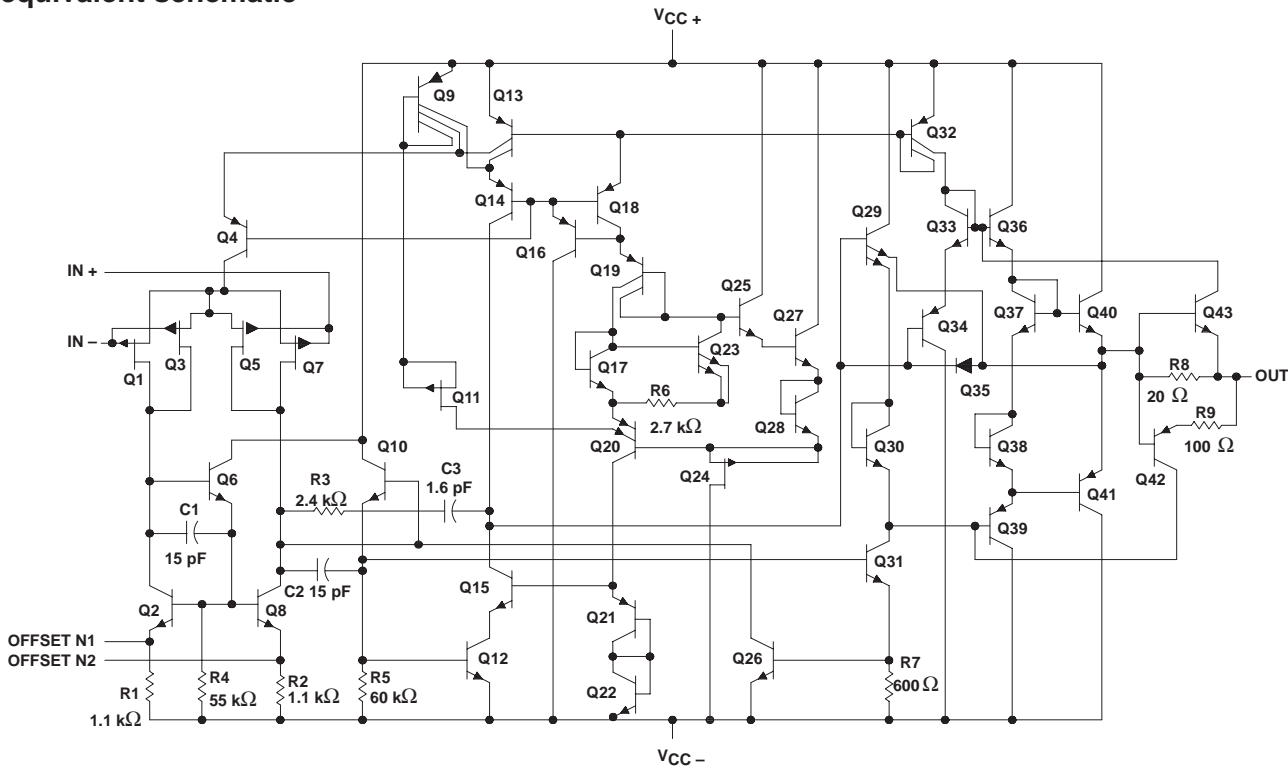 equivalent schematic
VCC +
Q9
Q13
Q32
Q14
Q18
Q29
Q33
Q36
Q4
Q16
IN +
Q19
Q25
Q27
Q34
Q37
Q40
Q43
IN –
Q3
Q5
Q23
Q1
Q7
Q17
Q35
R8
OUT
Q11
R6
20 Ω
2.7 kΩ
Q28
R9
Q10
Q20
Q30
Q38
100 Ω
Q6
C3
Q24
R3
1.6 pF
Q41
Q42
2.4 kΩ
C1
15 pF
Q39
Q31
C2 15 pF
Q15
Q2
Q8
Q21
OFFSET N1
OFFSET N2
Q12
Q26
R7
R4
R2
R5
600 Ω
R1
55 kΩ
1.1 kΩ
60 kΩ
Q22
1.1 kΩ
VCC –